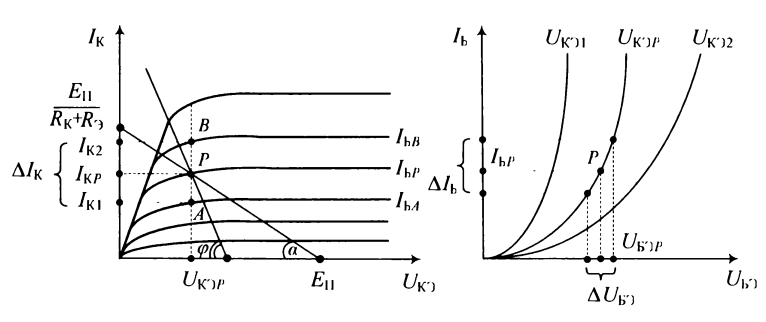 I_К
E_П
R_К+R_Э
I_К2
ΔI_К
I_КP
I_К1
B
P
A
I_бB
I_бP
I_бA
φ
α
U_КЭP
E_П
U_КЭ
I_Б
U_КЭ1
U_КЭP
U_КЭ2
I_бP
ΔI_Б
P
U_БЭP
U_БЭ
ΔU_БЭ